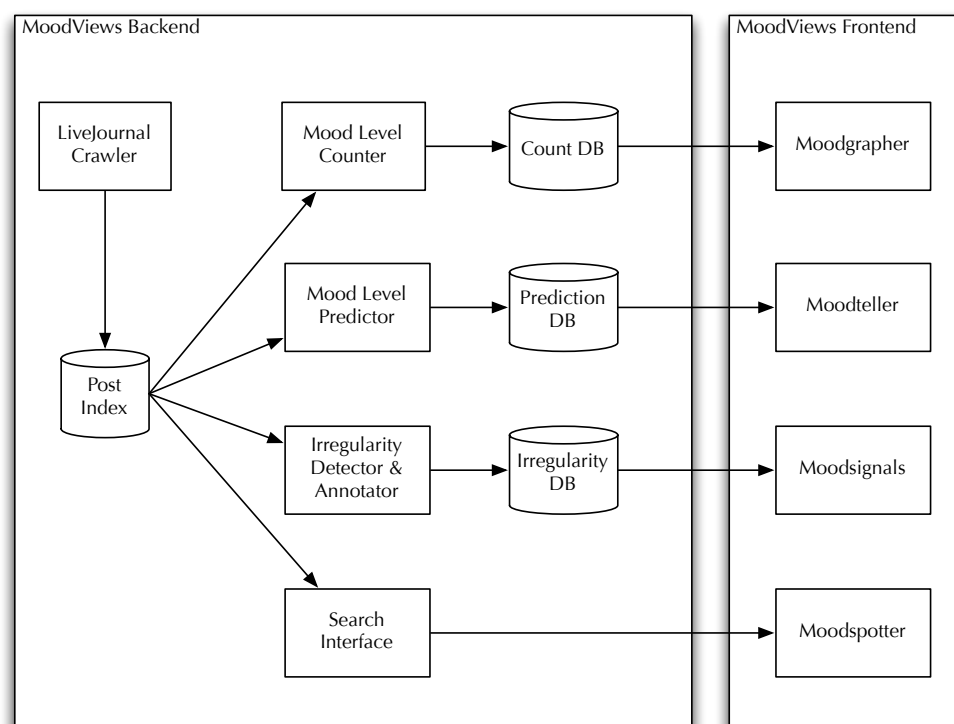 MoodViews Backend
MoodViews Frontend
LiveJournal
Crawler
Mood Level
Counter
Count DB
Moodgrapher
Mood Level
Predictor
Prediction
DB
Moodteller
Post
Index
Irregularity
Detector &
Annotator
Irregularity
DB
Moodsignals
Search
Interface
Moodspotter